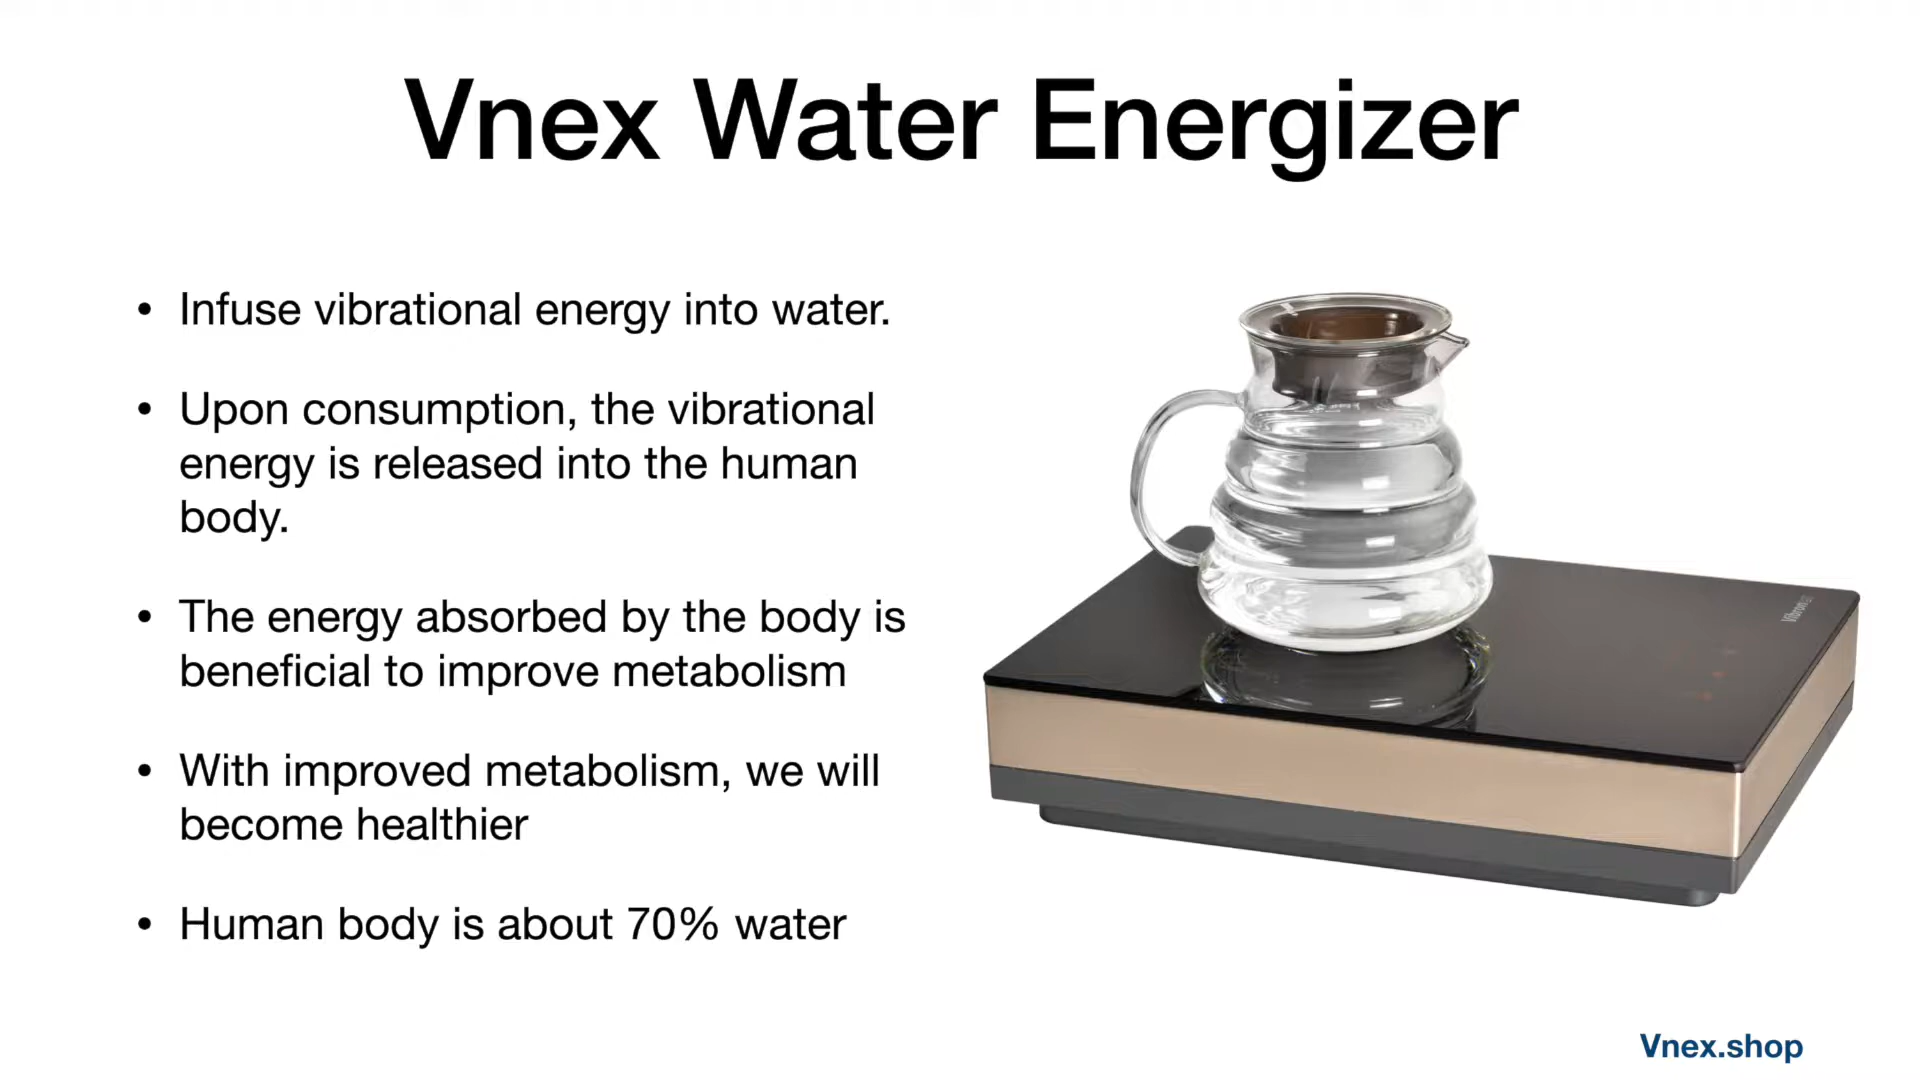 Vnex Water Energizer
• Infuse vibrational energy into water.
• Upon consumption, the vibrational
energy is released into the human
body.
• The energy absorbed by the body is
beneficial to improve metabolism
• With improved metabolism, we will
become healthier
• Human body is about 70% water
Vnex.shop